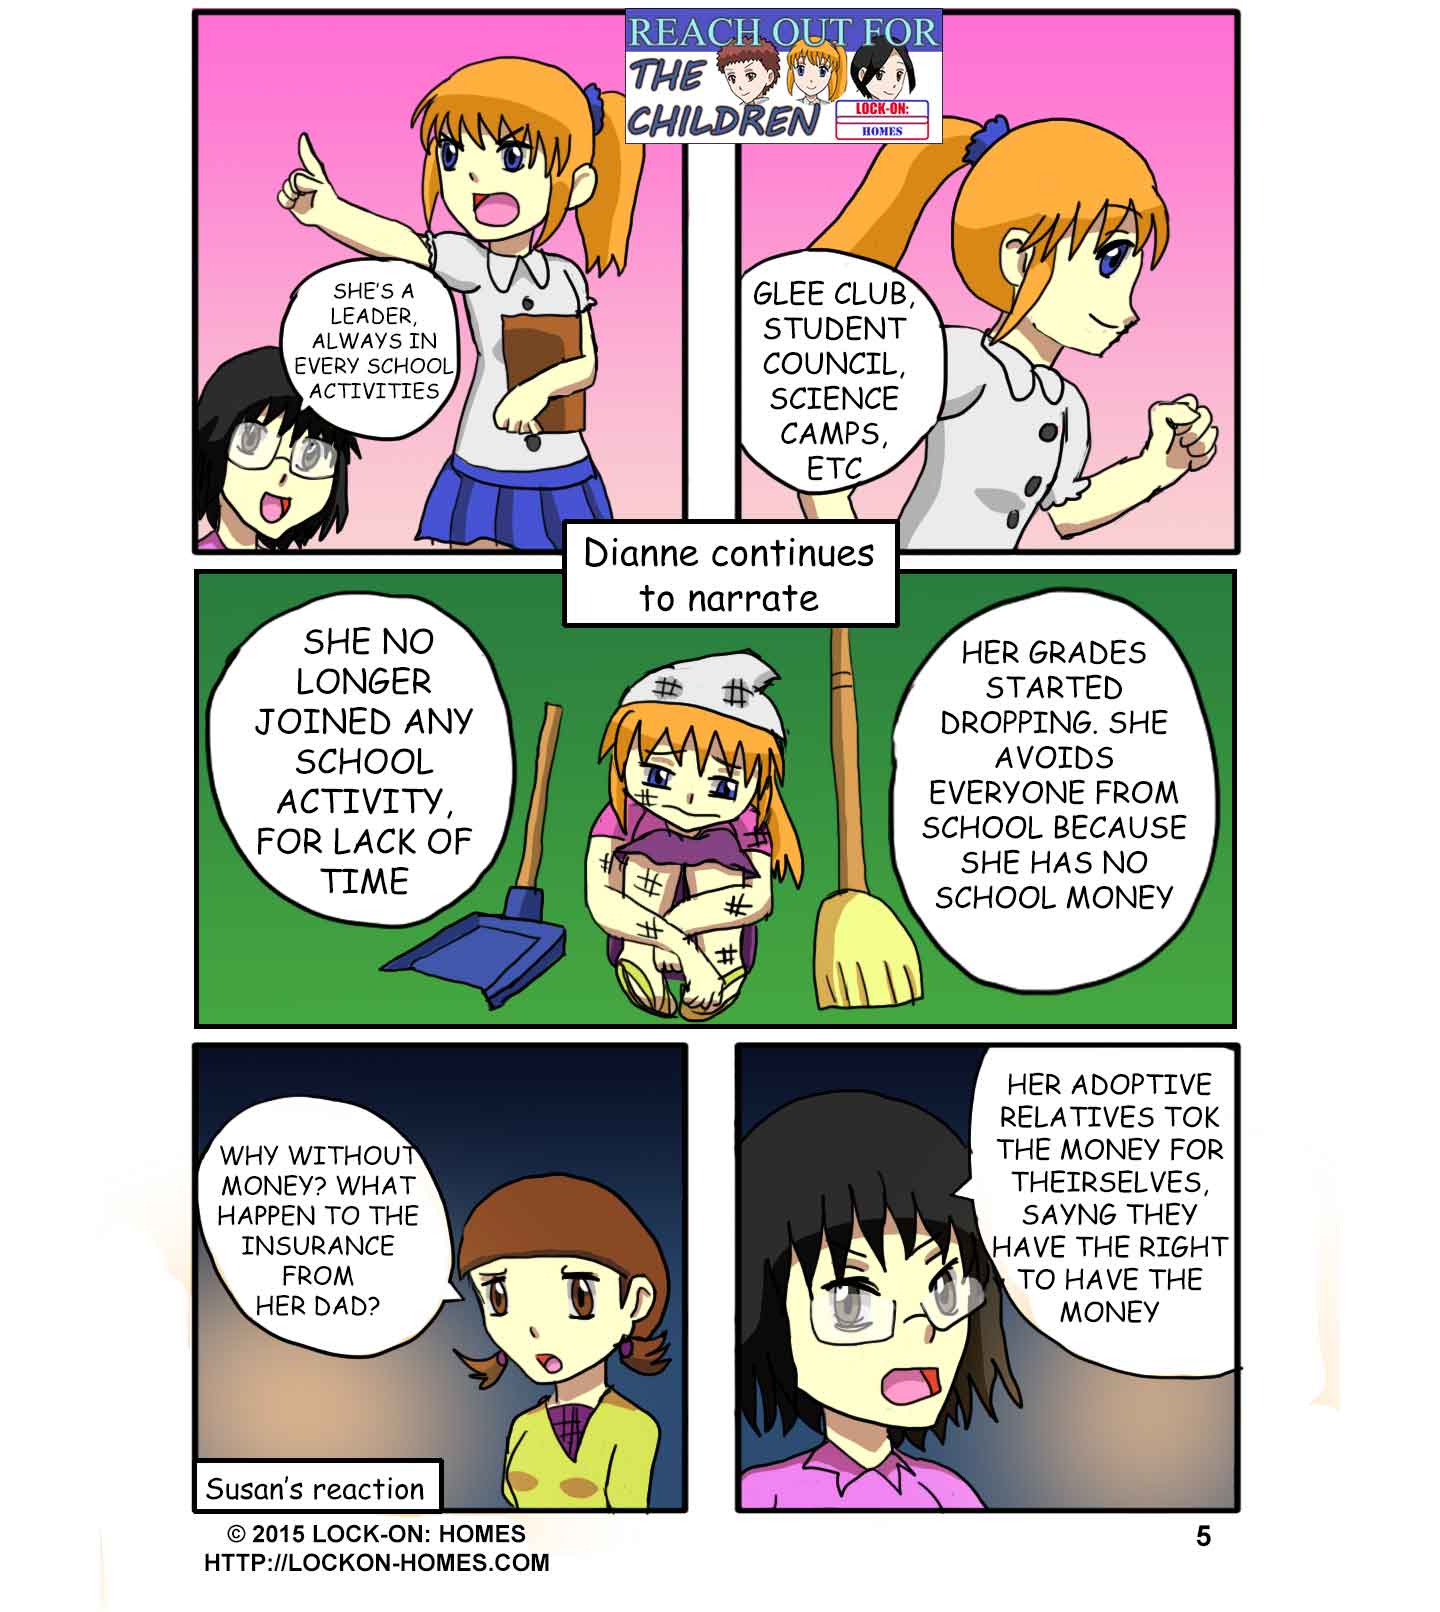 REACH OUT FOR
THE
CHILDREN
LOCK-ON:
HOMES
SHE'S A
LEADER,
ALWAYS IN
EVERY SCHOOL
ACTIVITIES
GLEE CLUB,
STUDENT
COUNCIL,
SCIENCE
CAMPS,
ETC
Dianne continues
to narrate
SHE NO
LONGER
JOINED ANY
SCHOOL
ACTIVITY,
FOR LACK OF
TIME
HER GRADES
STARTED
DROPPING. SHE
AVOIDS
EVERYONE FROM
SCHOOL BECAUSE
SHE HAS NO
SCHOOL MONEY
WHY WITHOUT
MONEY? WHAT
HAPPEN TO THE
INSURANCE
FROM
HER DAD?
Susan's reaction
HER ADOPTIVE
RELATIVES TOK
THE MONEY FOR
THEIRSELVES,
SAYNG THEY
HAVE THE RIGHT
TO HAVE THE
MONEY
© 2015 LOCK-ON: HOMES
HTTP://LOCKON-HOMES.COM
5